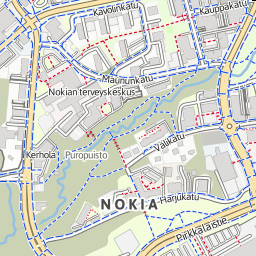 Kavolinkatu
Kauppakatu
Maununkatu
Nokian terveyskeskus
Välikatu
Kerhola
Puropuisto
Harjukatu
NOKIA
Pirkkalaistie